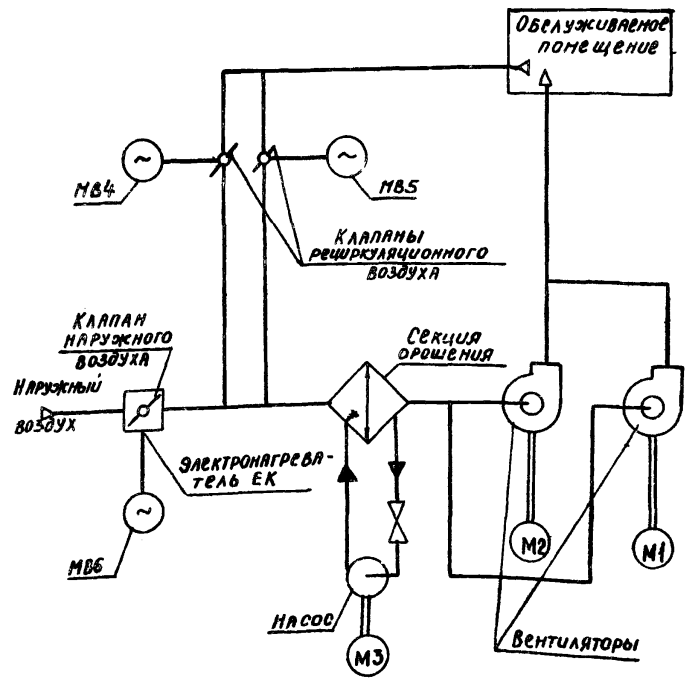 Обслуживаемое
помещение
~
МВ4
~
МВ5
Клапаны
рециркуляционного
воздуха
Клапан
наружного
воздуха
Секция
орошения
Наружный
воздух
Электронагрева-
тель ЕК
~
МВ6
М2
М1
Насос
Вентиляторы
М3